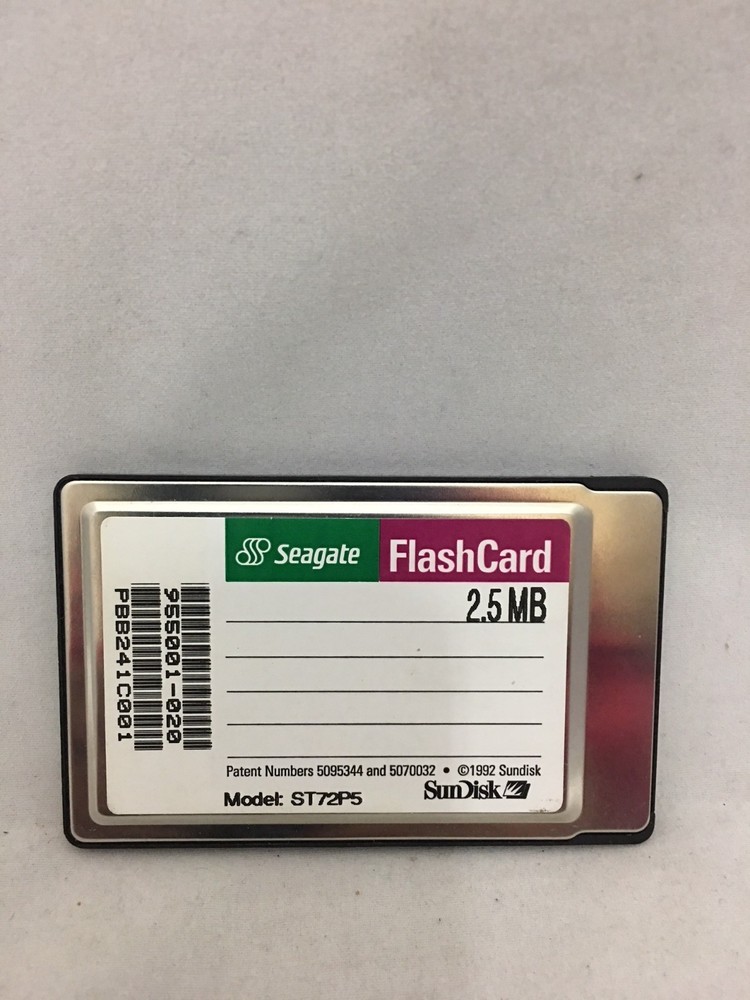 Seagate FlashCard
2.5 MB
955001-020
PBB241C001
Patent Numbers 5095344 and 5070032 • ©1992 Sundisk
Model: ST72P5 SunDisk